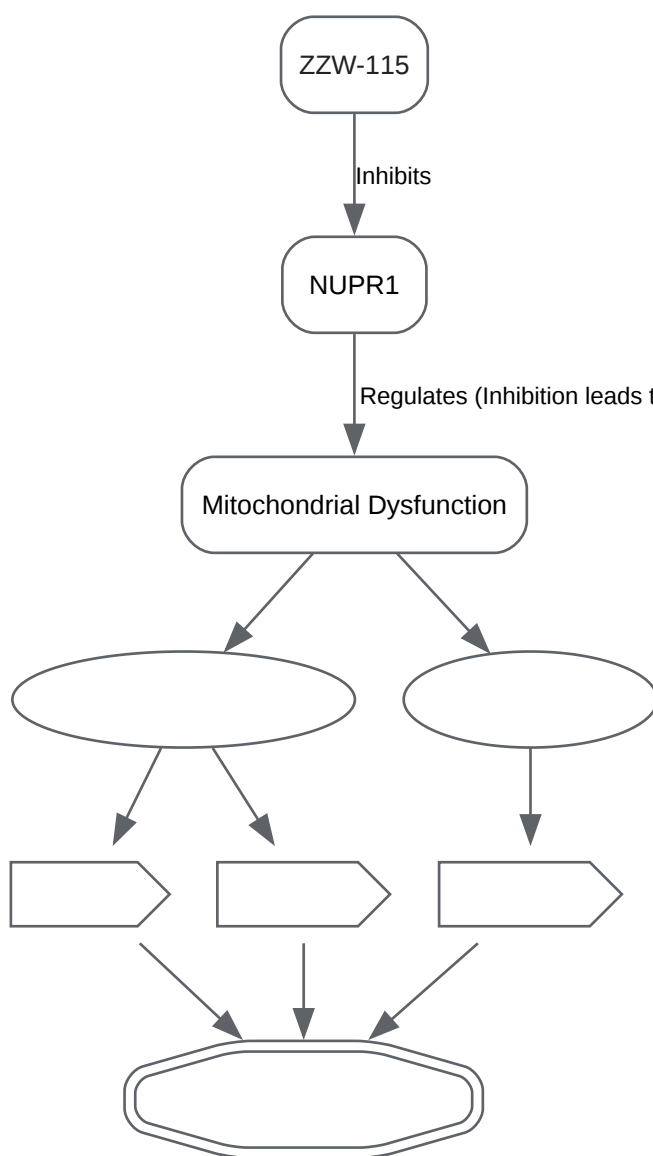 ZZW-115
Inhibits
NUPR1
Regulates (Inhibition leads t
Mitochondrial Dysfunction